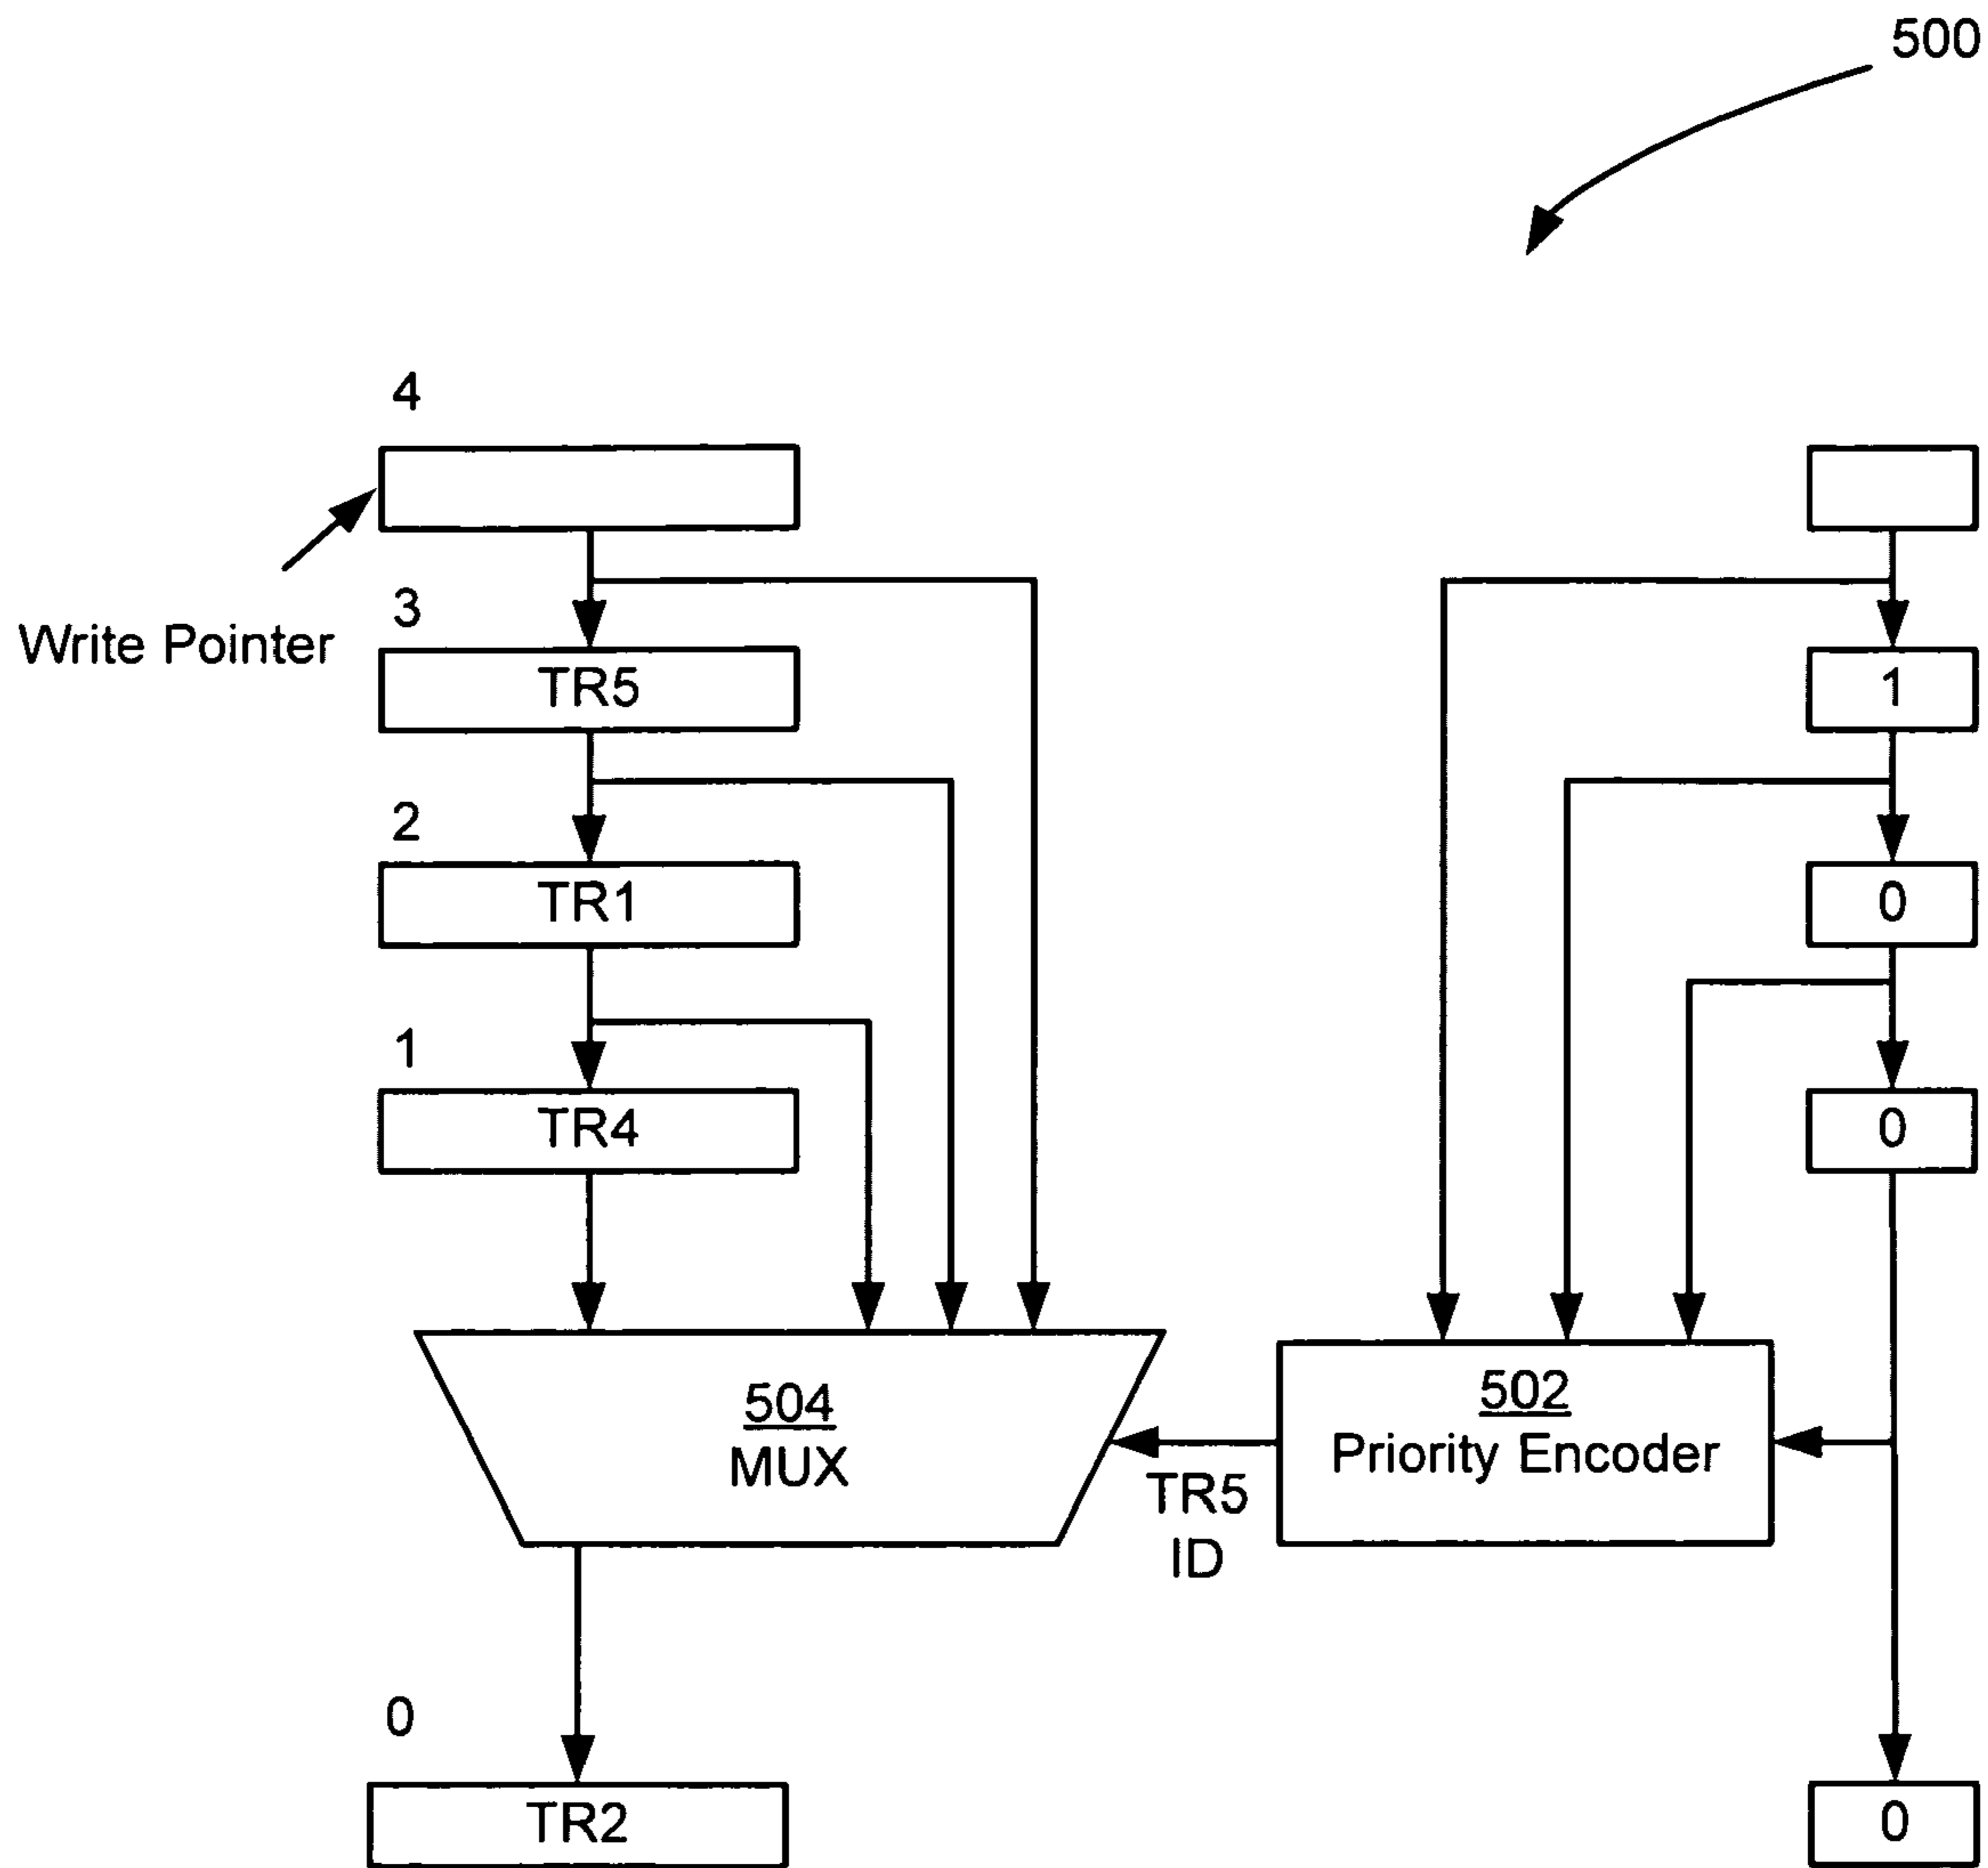 500
4
Write Pointer
3
TR5
1
2
TR1
0
1
TR4
0
504
MUX
TR5
ID
502
Priority Encoder
0
TR2
0